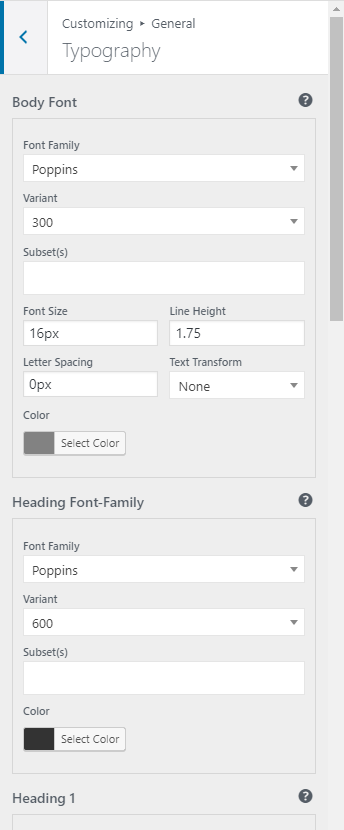 Customizing ▸ General
Typography
Body Font
Font Family
Poppins
Variant
300
Subset(s)
Font Size Line Height
16px 1.75
Letter Spacing Text Transform
0px None
Color
Select Color
Heading Font-Family
Font Family
Poppins
Variant
600
Subset(s)
Color
Select Color
Heading 1